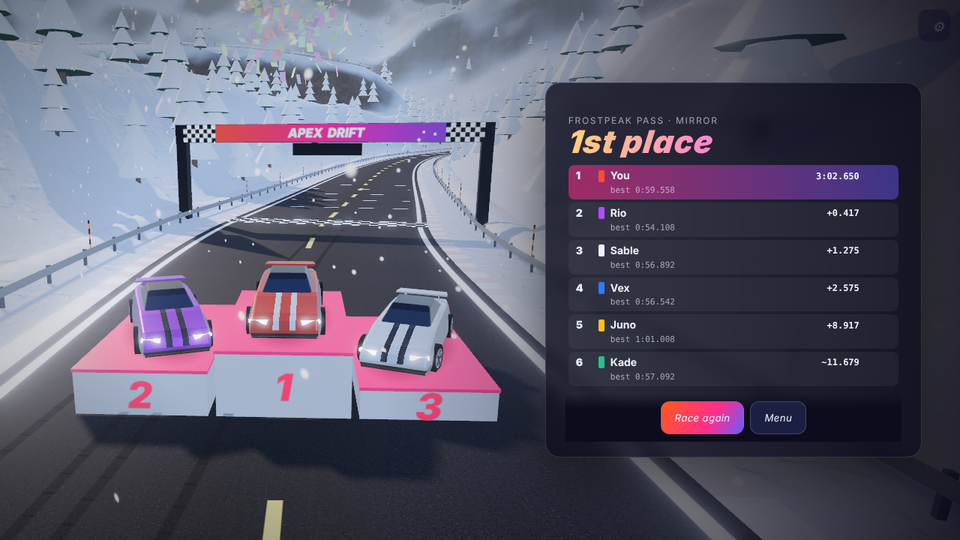 APEX DRIFT
2
1
3
FROSTPEAK PASS · MIRROR
1st place
1 You 3:02.650
best 0:59.558
2 Rio +0.417
best 0:54.108
3 Sable +1.275
best 0:56.892
4 Vex +2.575
best 0:56.542
5 Juno +8.917
best 1:01.008
6 Kade ~11.679
best 0:57.092
Race again Menu